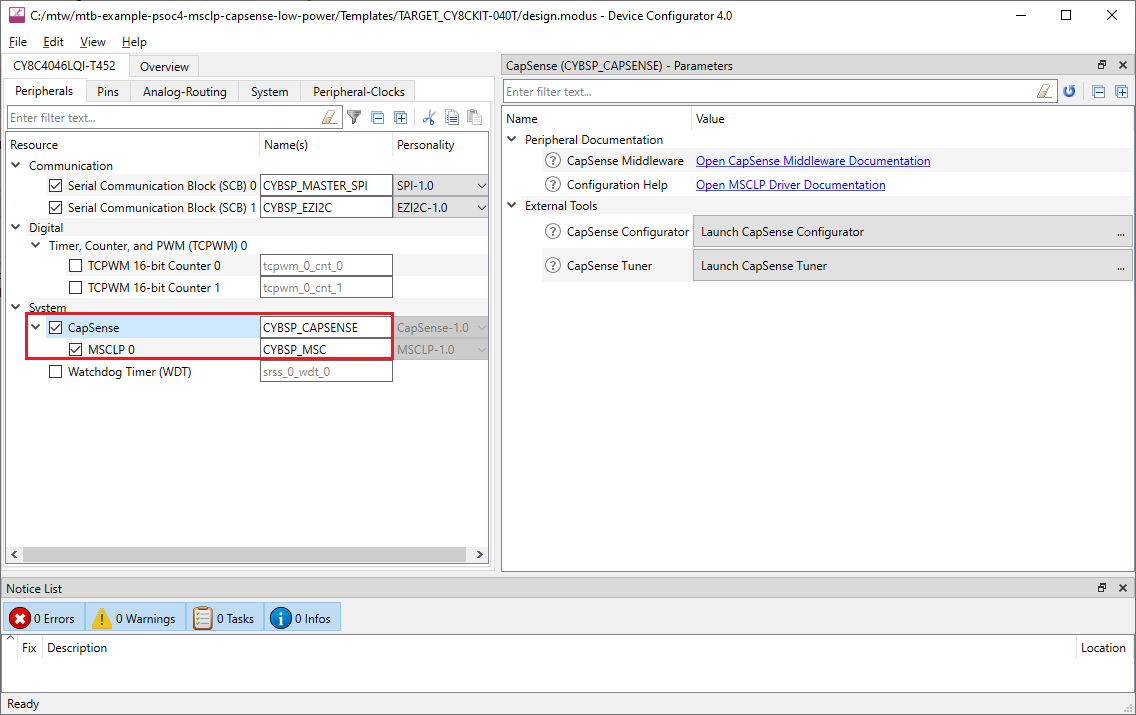 C:/mtw/mtb-example-psoc4-msclp-capsense-low-power/Templates/TARGET_CY8CKIT-040T/design.modus - Device Configurator 4.0
File Edit View Help
CY8C4046LQI-T452 Overview
Peripherals Pins Analog-Routing System Peripheral-Clocks
Enter filter text...
Resource Name(s) Personality
Communication
Serial Communication Block (SCB) 0 CYBSP_MASTER_SPI SPI-1.0
Serial Communication Block (SCB) 1 CYBSP_EZI2C EZI2C-1.0
Digital
Timer, Counter, and PWM (TCPWM) 0
TCPWM 16-bit Counter 0 tcpwm_0_cnt_0
TCPWM 16-bit Counter 1 tcpwm_0_cnt_1
System
CapSense CYBSP_CAPSENSE CapSense-1.0
MSCLP 0 CYBSP_MSC MSCLP-1.0
Watchdog Timer (WDT) srss_0_wdt_0
CapSense (CYBSP_CAPSENSE) - Parameters
Enter filter text...
Name Value
Peripheral Documentation
? CapSense Middleware Open CapSense Middleware Documentation
? Configuration Help Open MSCLP Driver Documentation
External Tools
? CapSense Configurator Launch CapSense Configurator ...
? CapSense Tuner Launch CapSense Tuner ...
Notice List
0 Errors 0 Warnings 0 Tasks 0 Infos
Fix Description Location
Ready